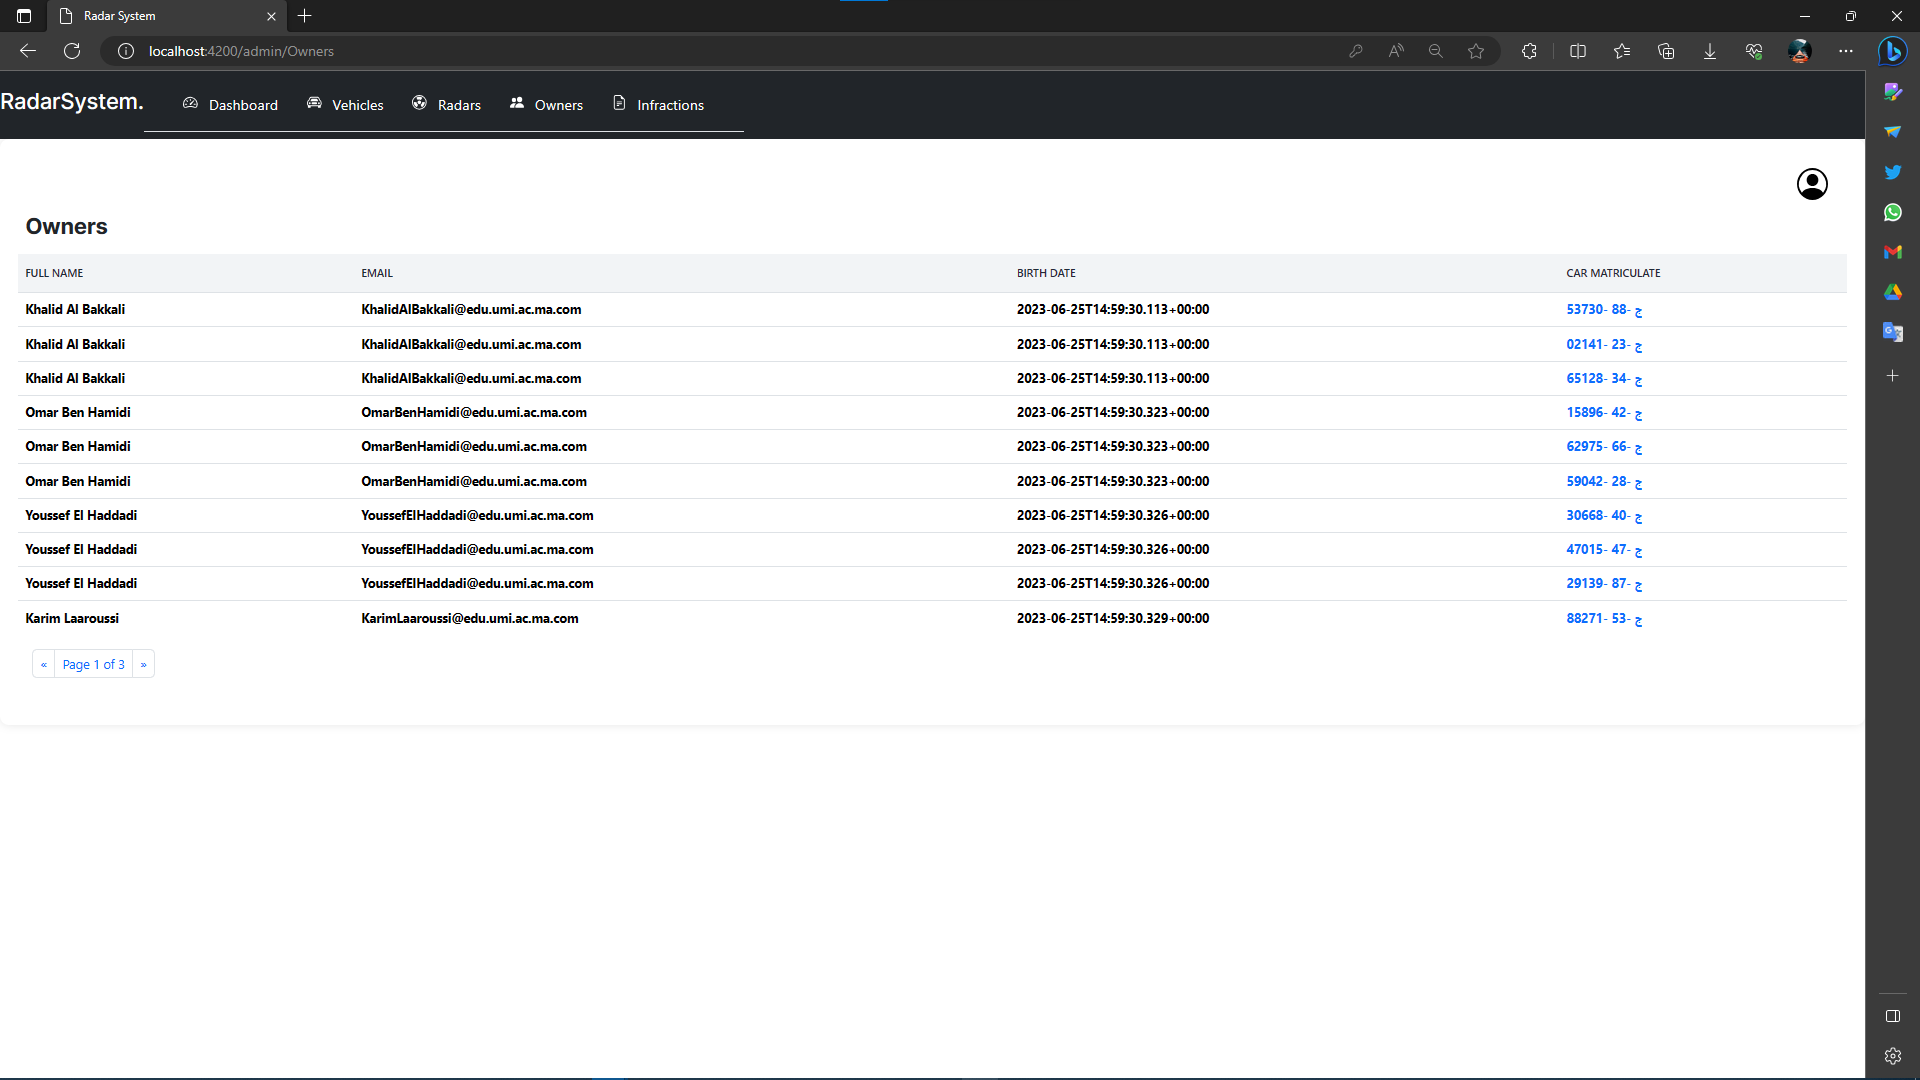 Radar System
localhost:4200/admin/Owners
RadarSystem. Dashboard Vehicles Radars Owners Infractions
Owners
FULL NAME EMAIL BIRTH DATE CAR MATRICULATE
Khalid Al Bakkali KhalidAlBakkali@edu.umi.ac.ma.com 2023-06-25T14:59:30.113+00:00 53730- 88- ج
Khalid Al Bakkali KhalidAlBakkali@edu.umi.ac.ma.com 2023-06-25T14:59:30.113+00:00 02141- 23- ج
Khalid Al Bakkali KhalidAlBakkali@edu.umi.ac.ma.com 2023-06-25T14:59:30.113+00:00 65128- 34- ج
Omar Ben Hamidi OmarBenHamidi@edu.umi.ac.ma.com 2023-06-25T14:59:30.323+00:00 15896- 42- ج
Omar Ben Hamidi OmarBenHamidi@edu.umi.ac.ma.com 2023-06-25T14:59:30.323+00:00 62975- 66- ج
Omar Ben Hamidi OmarBenHamidi@edu.umi.ac.ma.com 2023-06-25T14:59:30.323+00:00 59042- 28- ج
Youssef El Haddadi YoussefElHaddadi@edu.umi.ac.ma.com 2023-06-25T14:59:30.326+00:00 30668- 40- ج
Youssef El Haddadi YoussefElHaddadi@edu.umi.ac.ma.com 2023-06-25T14:59:30.326+00:00 47015- 47- ج
Youssef El Haddadi YoussefElHaddadi@edu.umi.ac.ma.com 2023-06-25T14:59:30.326+00:00 29139- 87- ج
Karim Laaroussi KarimLaaroussi@edu.umi.ac.ma.com 2023-06-25T14:59:30.329+00:00 88271- 53- ج
« Page 1 of 3 »